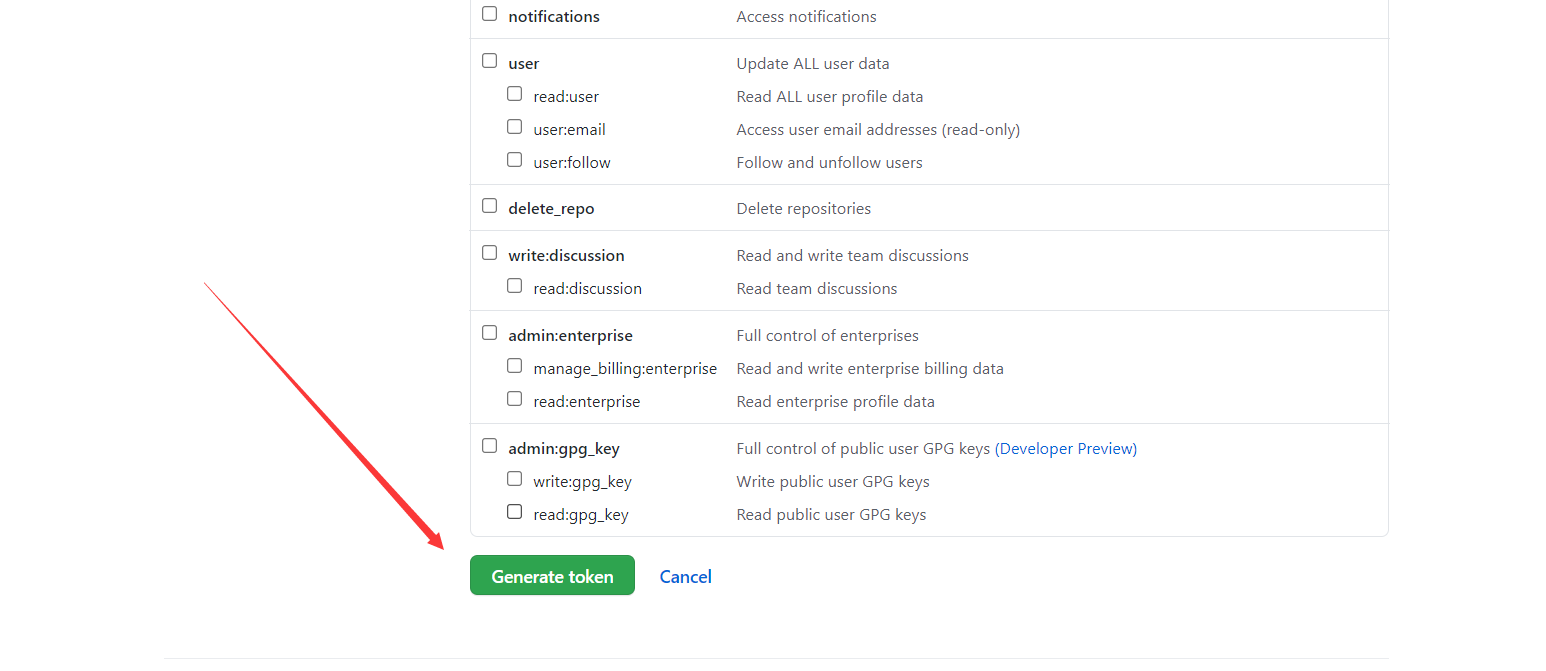 notifications Access notifications
user Update ALL user data
read:user Read ALL user profile data
user:email Access user email addresses (read-only)
user:follow Follow and unfollow users
delete_repo Delete repositories
write:discussion Read and write team discussions
read:discussion Read team discussions
admin:enterprise Full control of enterprises
manage_billing:enterprise Read and write enterprise billing data
read:enterprise Read enterprise profile data
admin:gpg_key Full control of public user GPG keys (Developer Preview)
write:gpg_key Write public user GPG keys
read:gpg_key Read public user GPG keys
Generate token Cancel